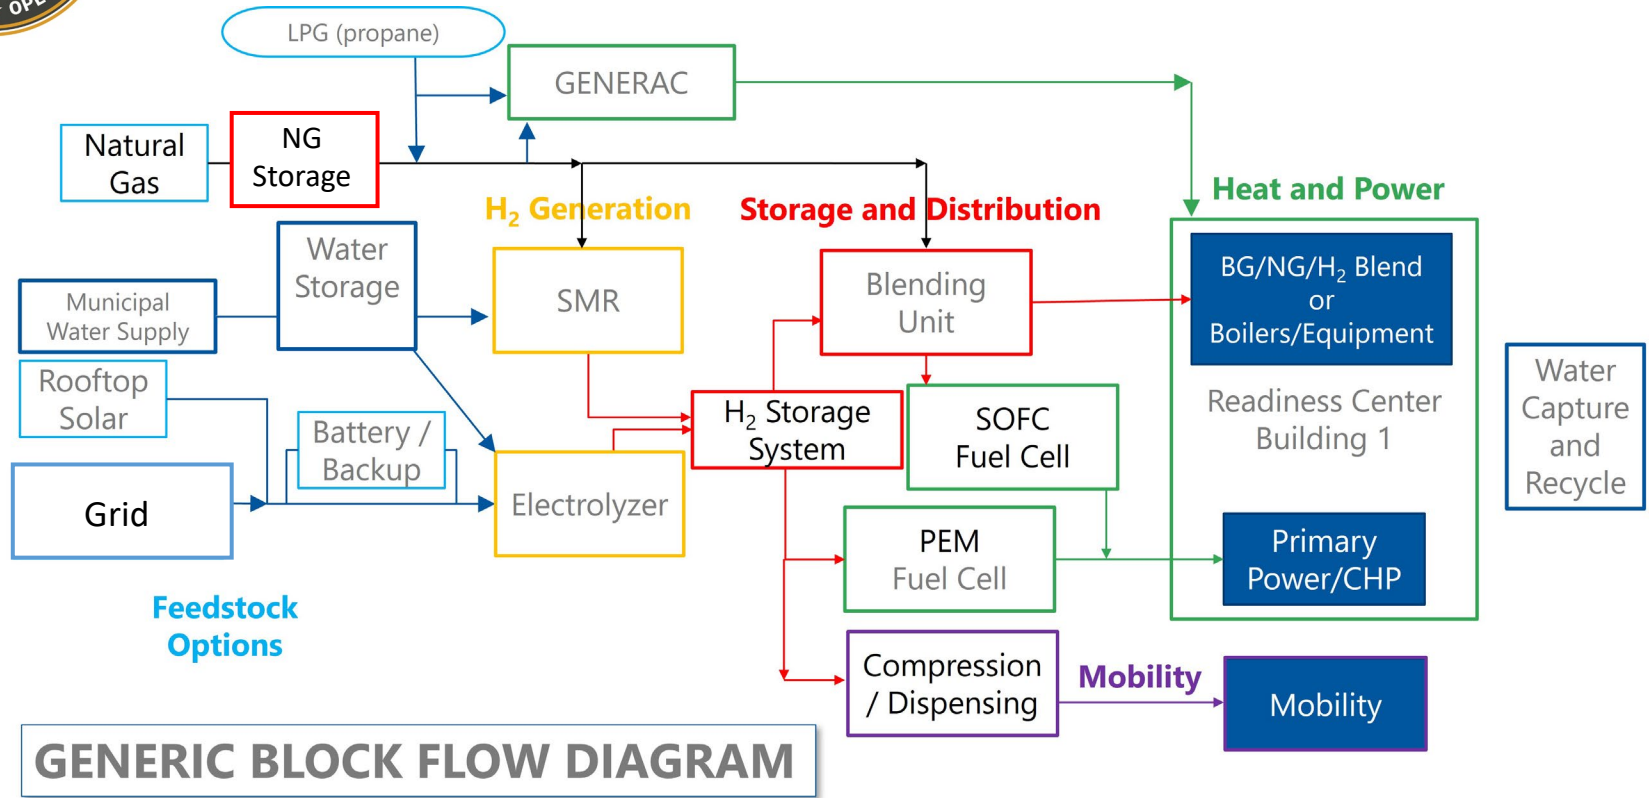 OPE
LPG (propane)
GENERAC
Natural
Gas
NG
Storage
H₂ Generation
Storage and Distribution
Heat and Power
Water
Storage
Municipal
Water Supply
SMR
Blending
Unit
BG/NG/H₂ Blend
or
Boilers/Equipment
Rooftop
Solar
Battery /
Backup
H₂ Storage
System
SOFC
Fuel Cell
Readiness Center
Building 1
Water
Capture
and
Recycle
Grid
Electrolyzer
PEM
Fuel Cell
Primary
Power/CHP
Feedstock
Options
Compression
/ Dispensing
Mobility
Mobility
GENERIC BLOCK FLOW DIAGRAM